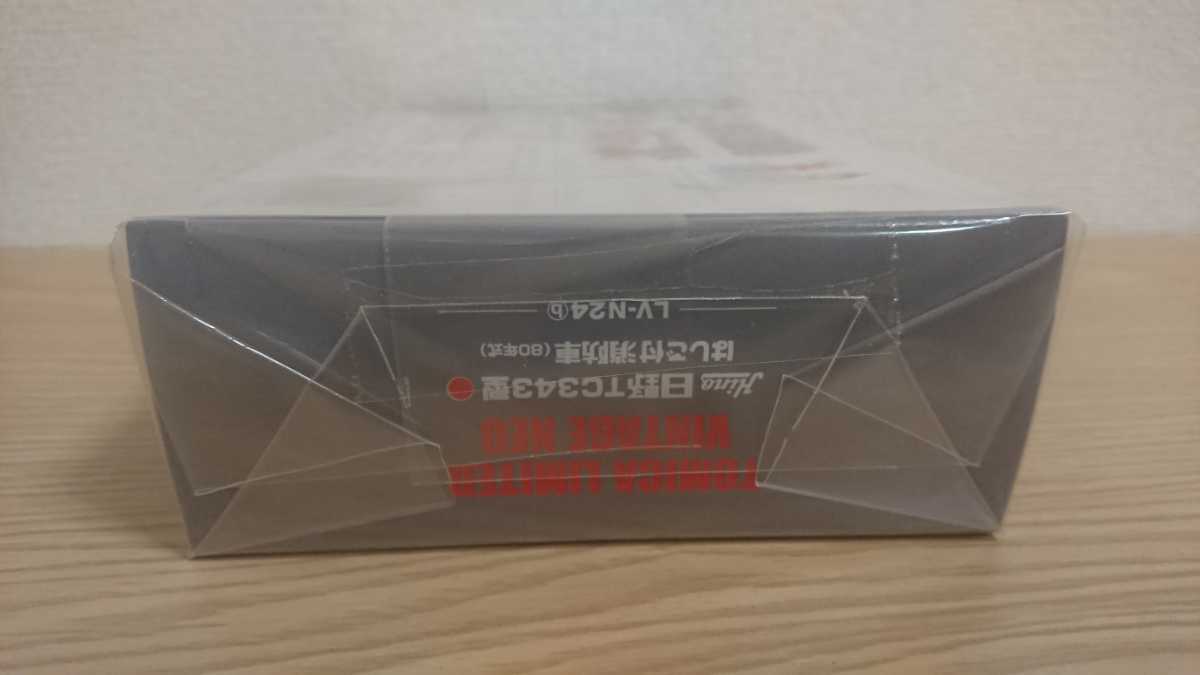 TOMICA LIMITED
VINTAGE NEO
Hino 日野TC343型
はしご付消防車 (80年式)
LV-N24ⓑ